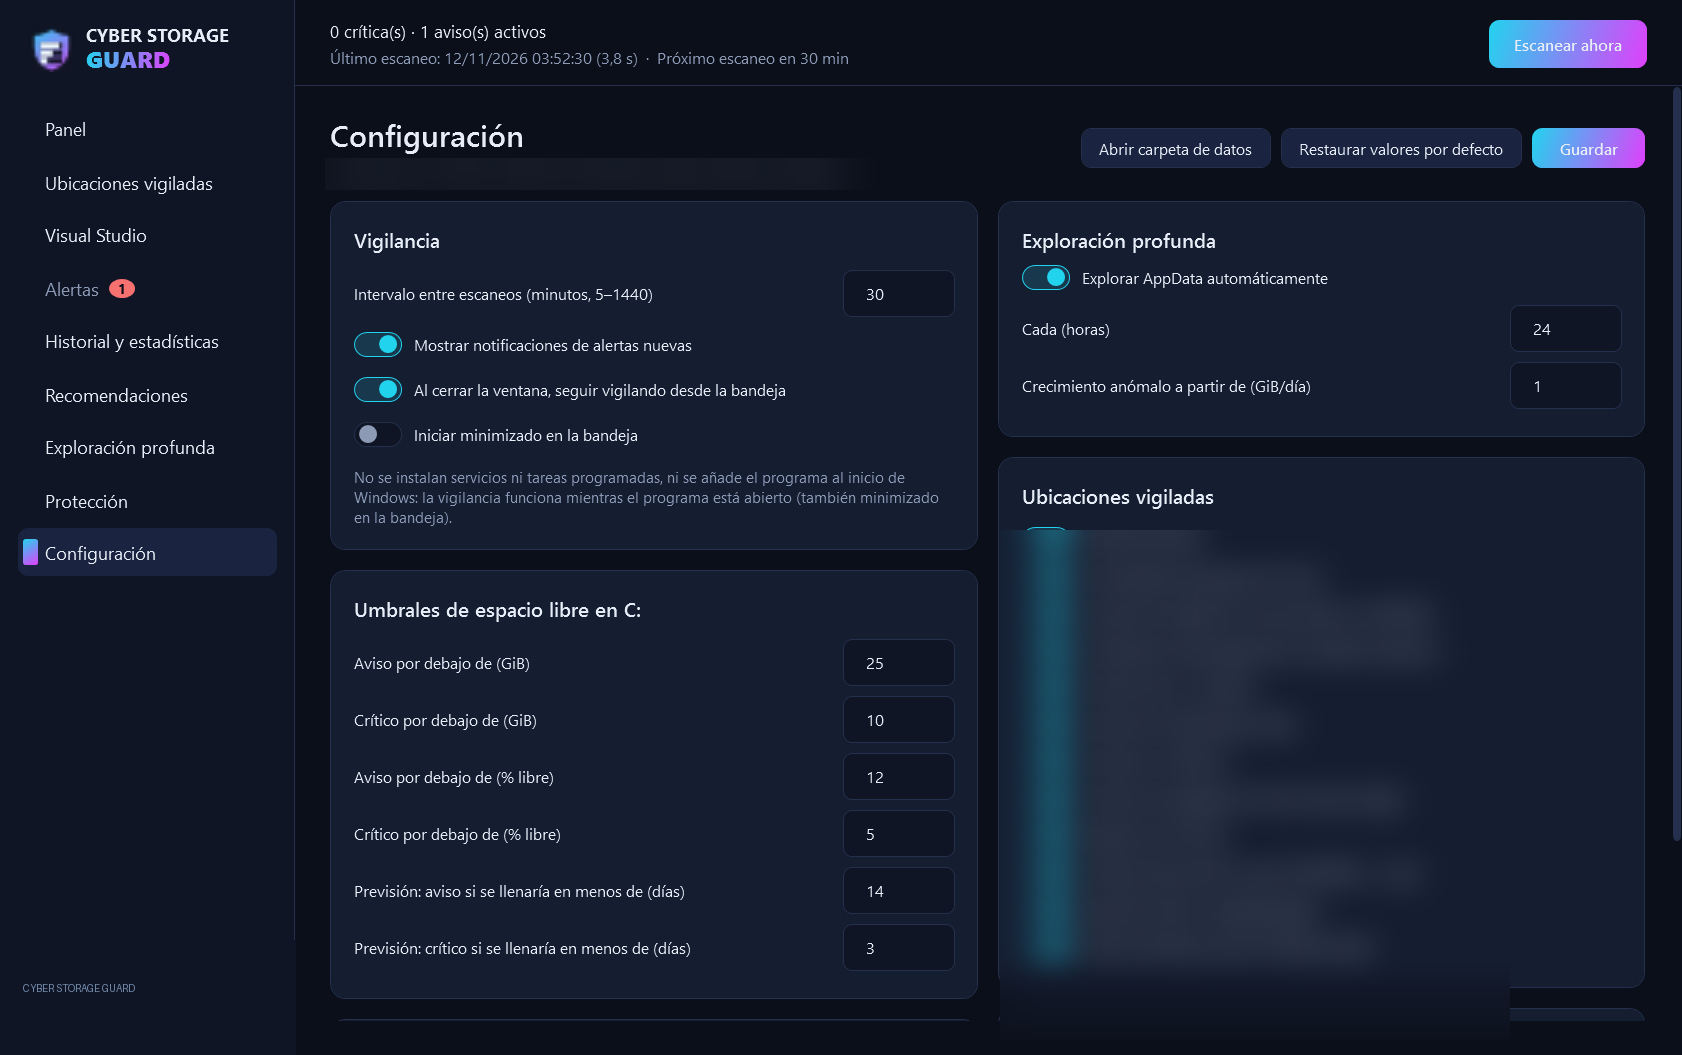 CYBER STORAGE
GUARD
Panel
Ubicaciones vigiladas
Visual Studio
Alertas 1
Historial y estadísticas
Recomendaciones
Exploración profunda
Protección
Configuración
CYBER STORAGE GUARD
0 crítica(s) · 1 aviso(s) activos
Último escaneo: 12/11/2026 03:52:30 (3,8 s) · Próximo escaneo en 30 min
Escanear ahora
Configuración
Abrir carpeta de datos
Restaurar valores por defecto
Guardar
Vigilancia
Intervalo entre escaneos (minutos, 5–1440) 30
Mostrar notificaciones de alertas nuevas
Al cerrar la ventana, seguir vigilando desde la bandeja
Iniciar minimizado en la bandeja
No se instalan servicios ni tareas programadas, ni se añade el programa al inicio de
Windows: la vigilancia funciona mientras el programa está abierto (también minimizado
en la bandeja).
Umbrales de espacio libre en C:
Aviso por debajo de (GiB) 25
Crítico por debajo de (GiB) 10
Aviso por debajo de (% libre) 12
Crítico por debajo de (% libre) 5
Previsión: aviso si se llenaría en menos de (días) 14
Previsión: crítico si se llenaría en menos de (días) 3
Exploración profunda
Explorar AppData automáticamente
Cada (horas) 24
Crecimiento anómalo a partir de (GiB/día) 1
Ubicaciones vigiladas